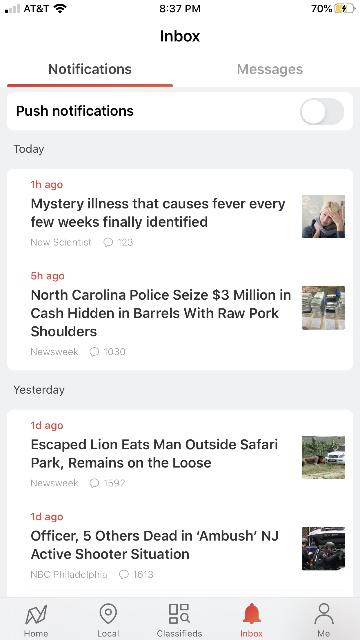 AT&T 8:37 PM 70%
Inbox
Notifications Messages
Push notifications
Today
1h ago
Mystery illness that causes fever every
few weeks finally identified
New Scientist 123
5h ago
North Carolina Police Seize $3 Million in
Cash Hidden in Barrels With Raw Pork
Shoulders
Newsweek 1030
Yesterday
1d ago
Escaped Lion Eats Man Outside Safari
Park, Remains on the Loose
Newsweek 1592
1d ago
Officer, 5 Others Dead in ‘Ambush’ NJ
Active Shooter Situation
NBC Philadelphia 1613
Home Local Classifieds Inbox Me